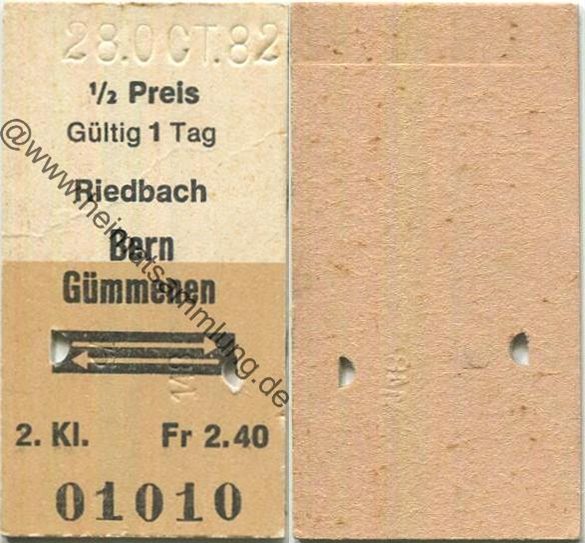 28.OCT.82
1/2 Preis
Gültig 1 Tag
Riedbach
Bern
Gümmenen
2. Kl. Fr 2.40
01010
@www.heimatsammlung.de